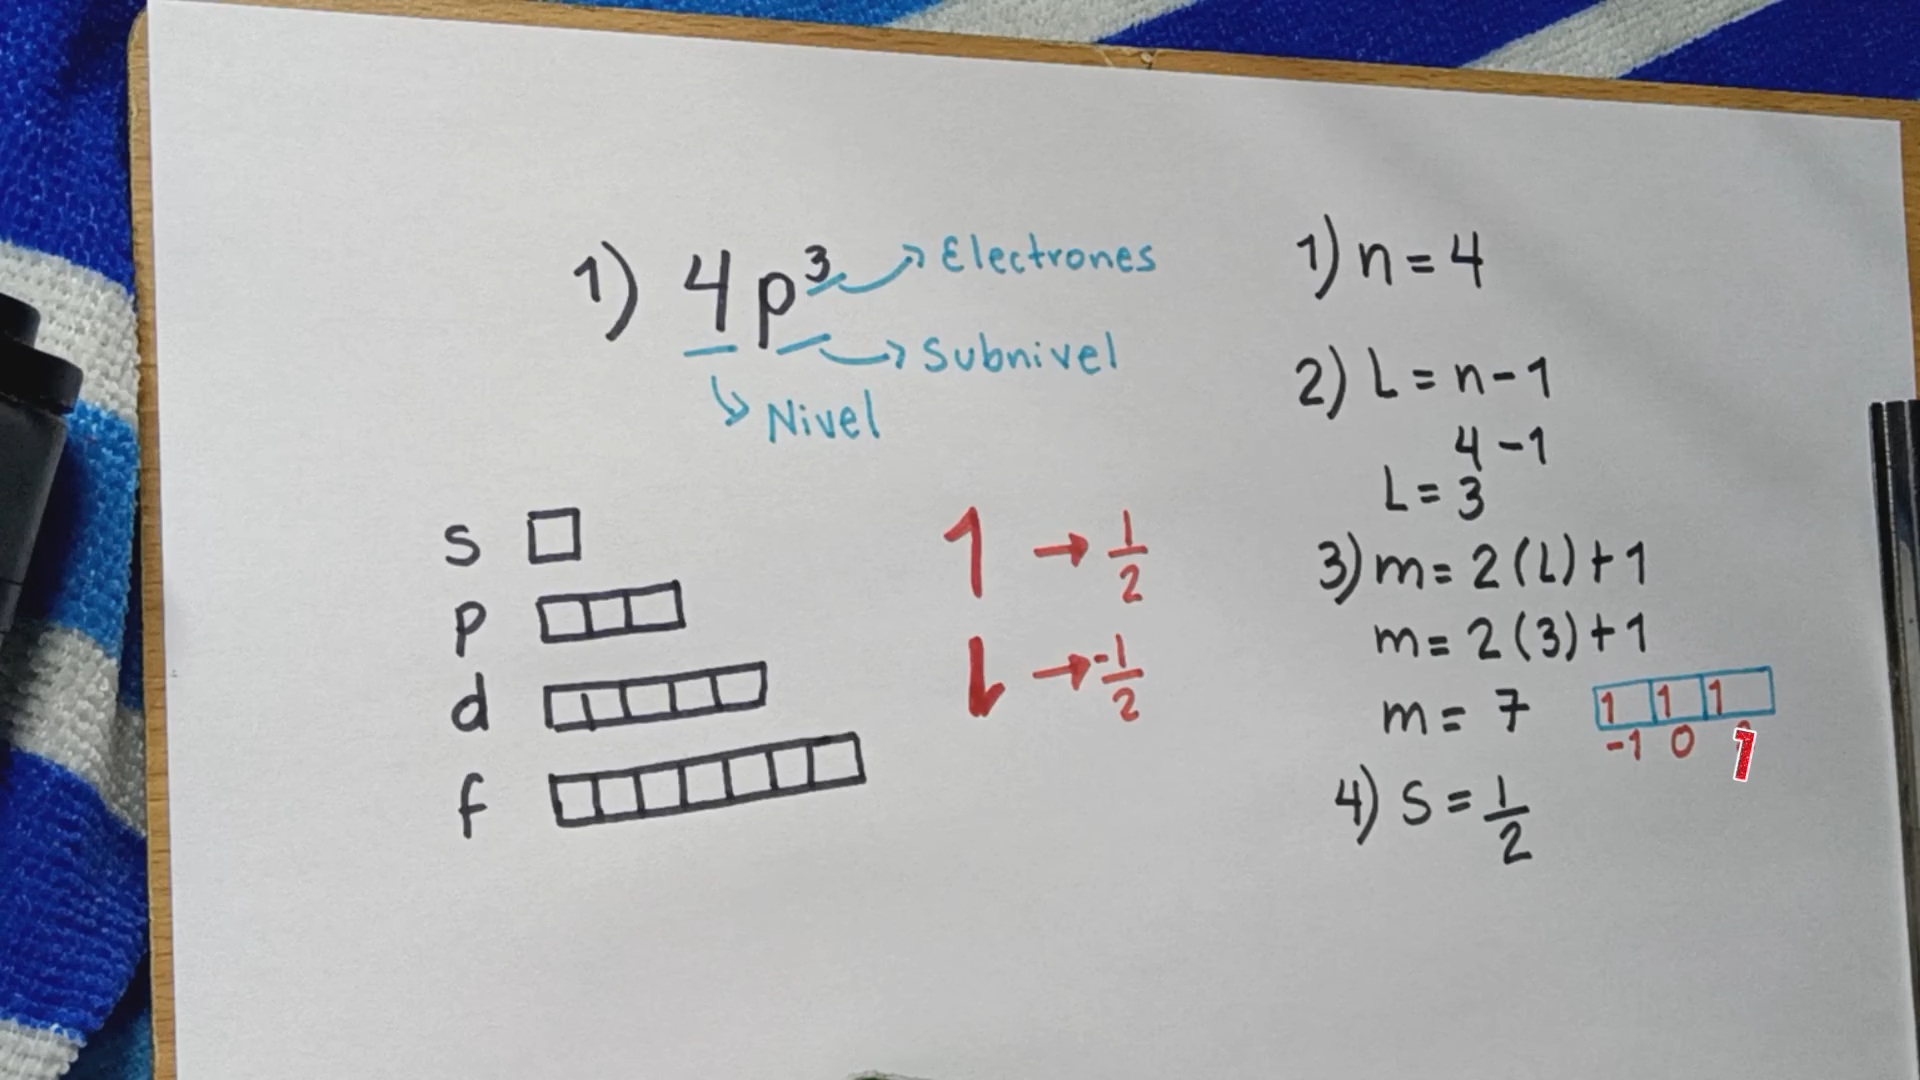 1) 4p³ → Electrones
→ Subnivel
→ Nivel
s
p
d
f
1 → 1/2
→ -1/2
1) n = 4
2) L = n - 1
4 - 1
L = 3
3) m = 2(L) + 1
m = 2(3) + 1
m = 7
1 1 1
-1 0 1
4) S = 1/2